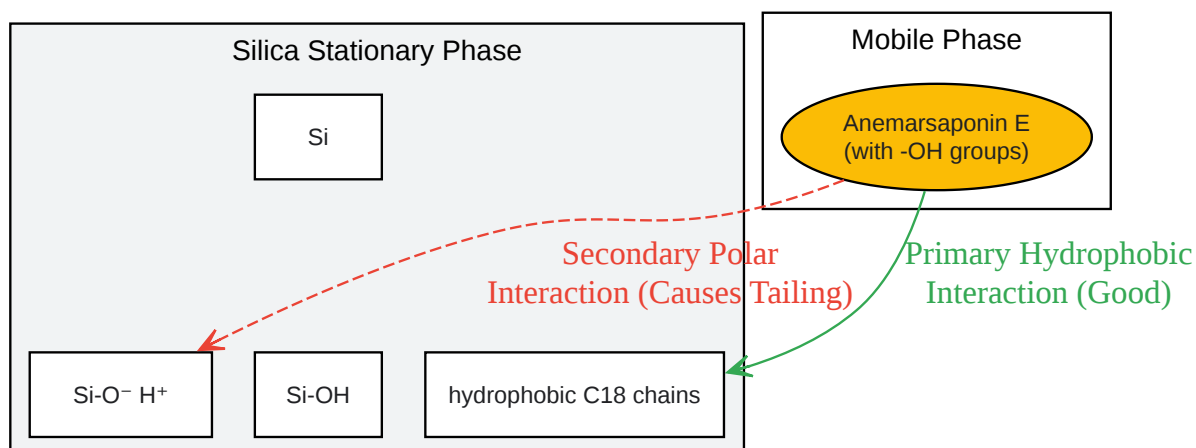 Silica Stationary Phase
Mobile Phase
Si
Anemarsaponin E
(with -OH groups)
Secondary Polar
Interaction (Causes Tailing)
Primary Hydrophobic
Interaction (Good)
Si-O⁻ H⁺
Si-OH
hydrophobic C18 chains